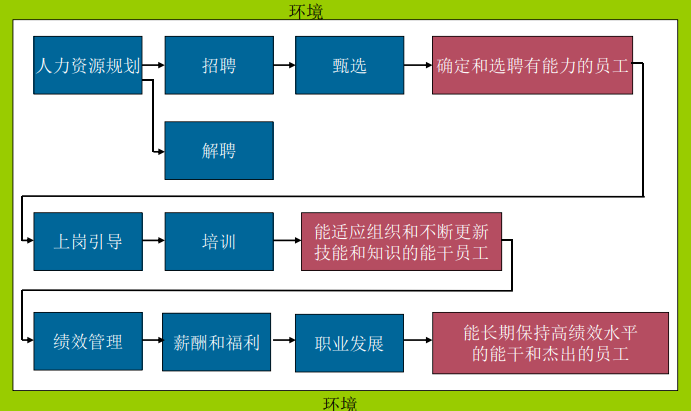 环境
人力资源规划
招聘
甄选
确定和选聘有能力的员工
解聘
上岗引导
培训
能适应组织和不断更新
技能和知识的能干员工
绩效管理
薪酬和福利
职业发展
能长期保持高绩效水平
的能干和杰出的员工
环境